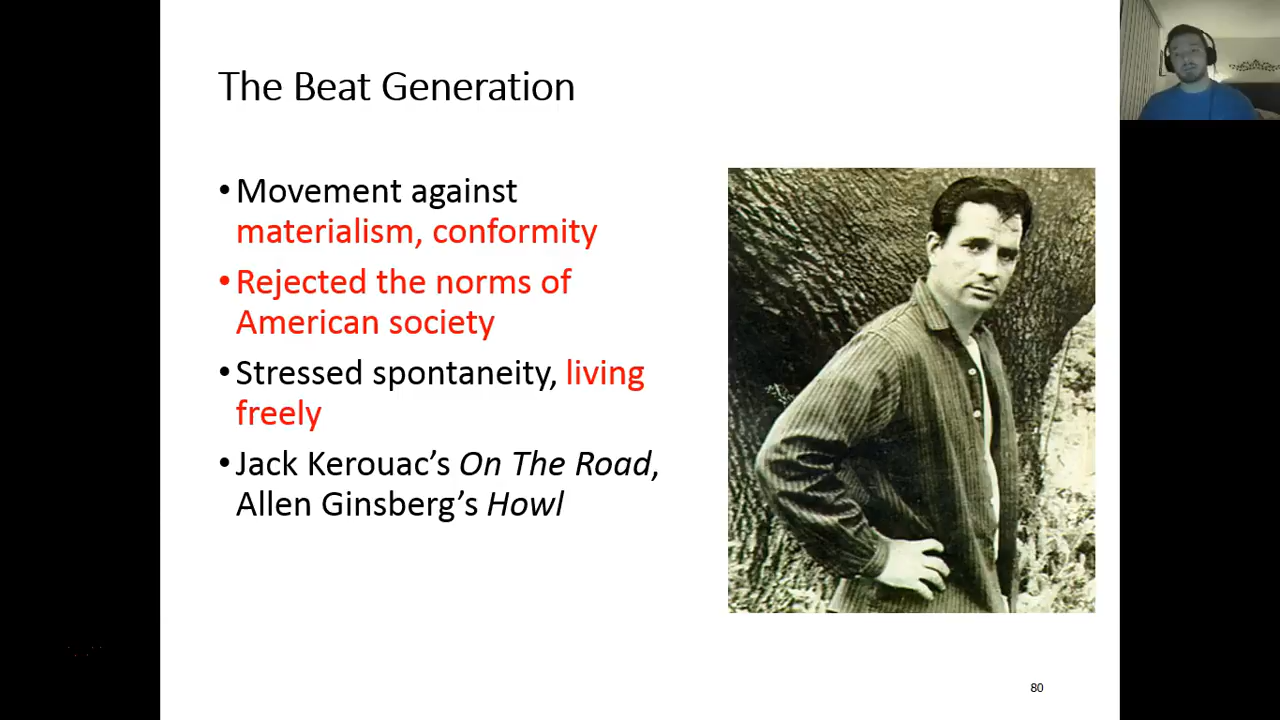 The Beat Generation
•Movement against
materialism, conformity
•Rejected the norms of
American society
•Stressed spontaneity, living
freely
•Jack Kerouac’s On The Road,
Allen Ginsberg’s Howl
80